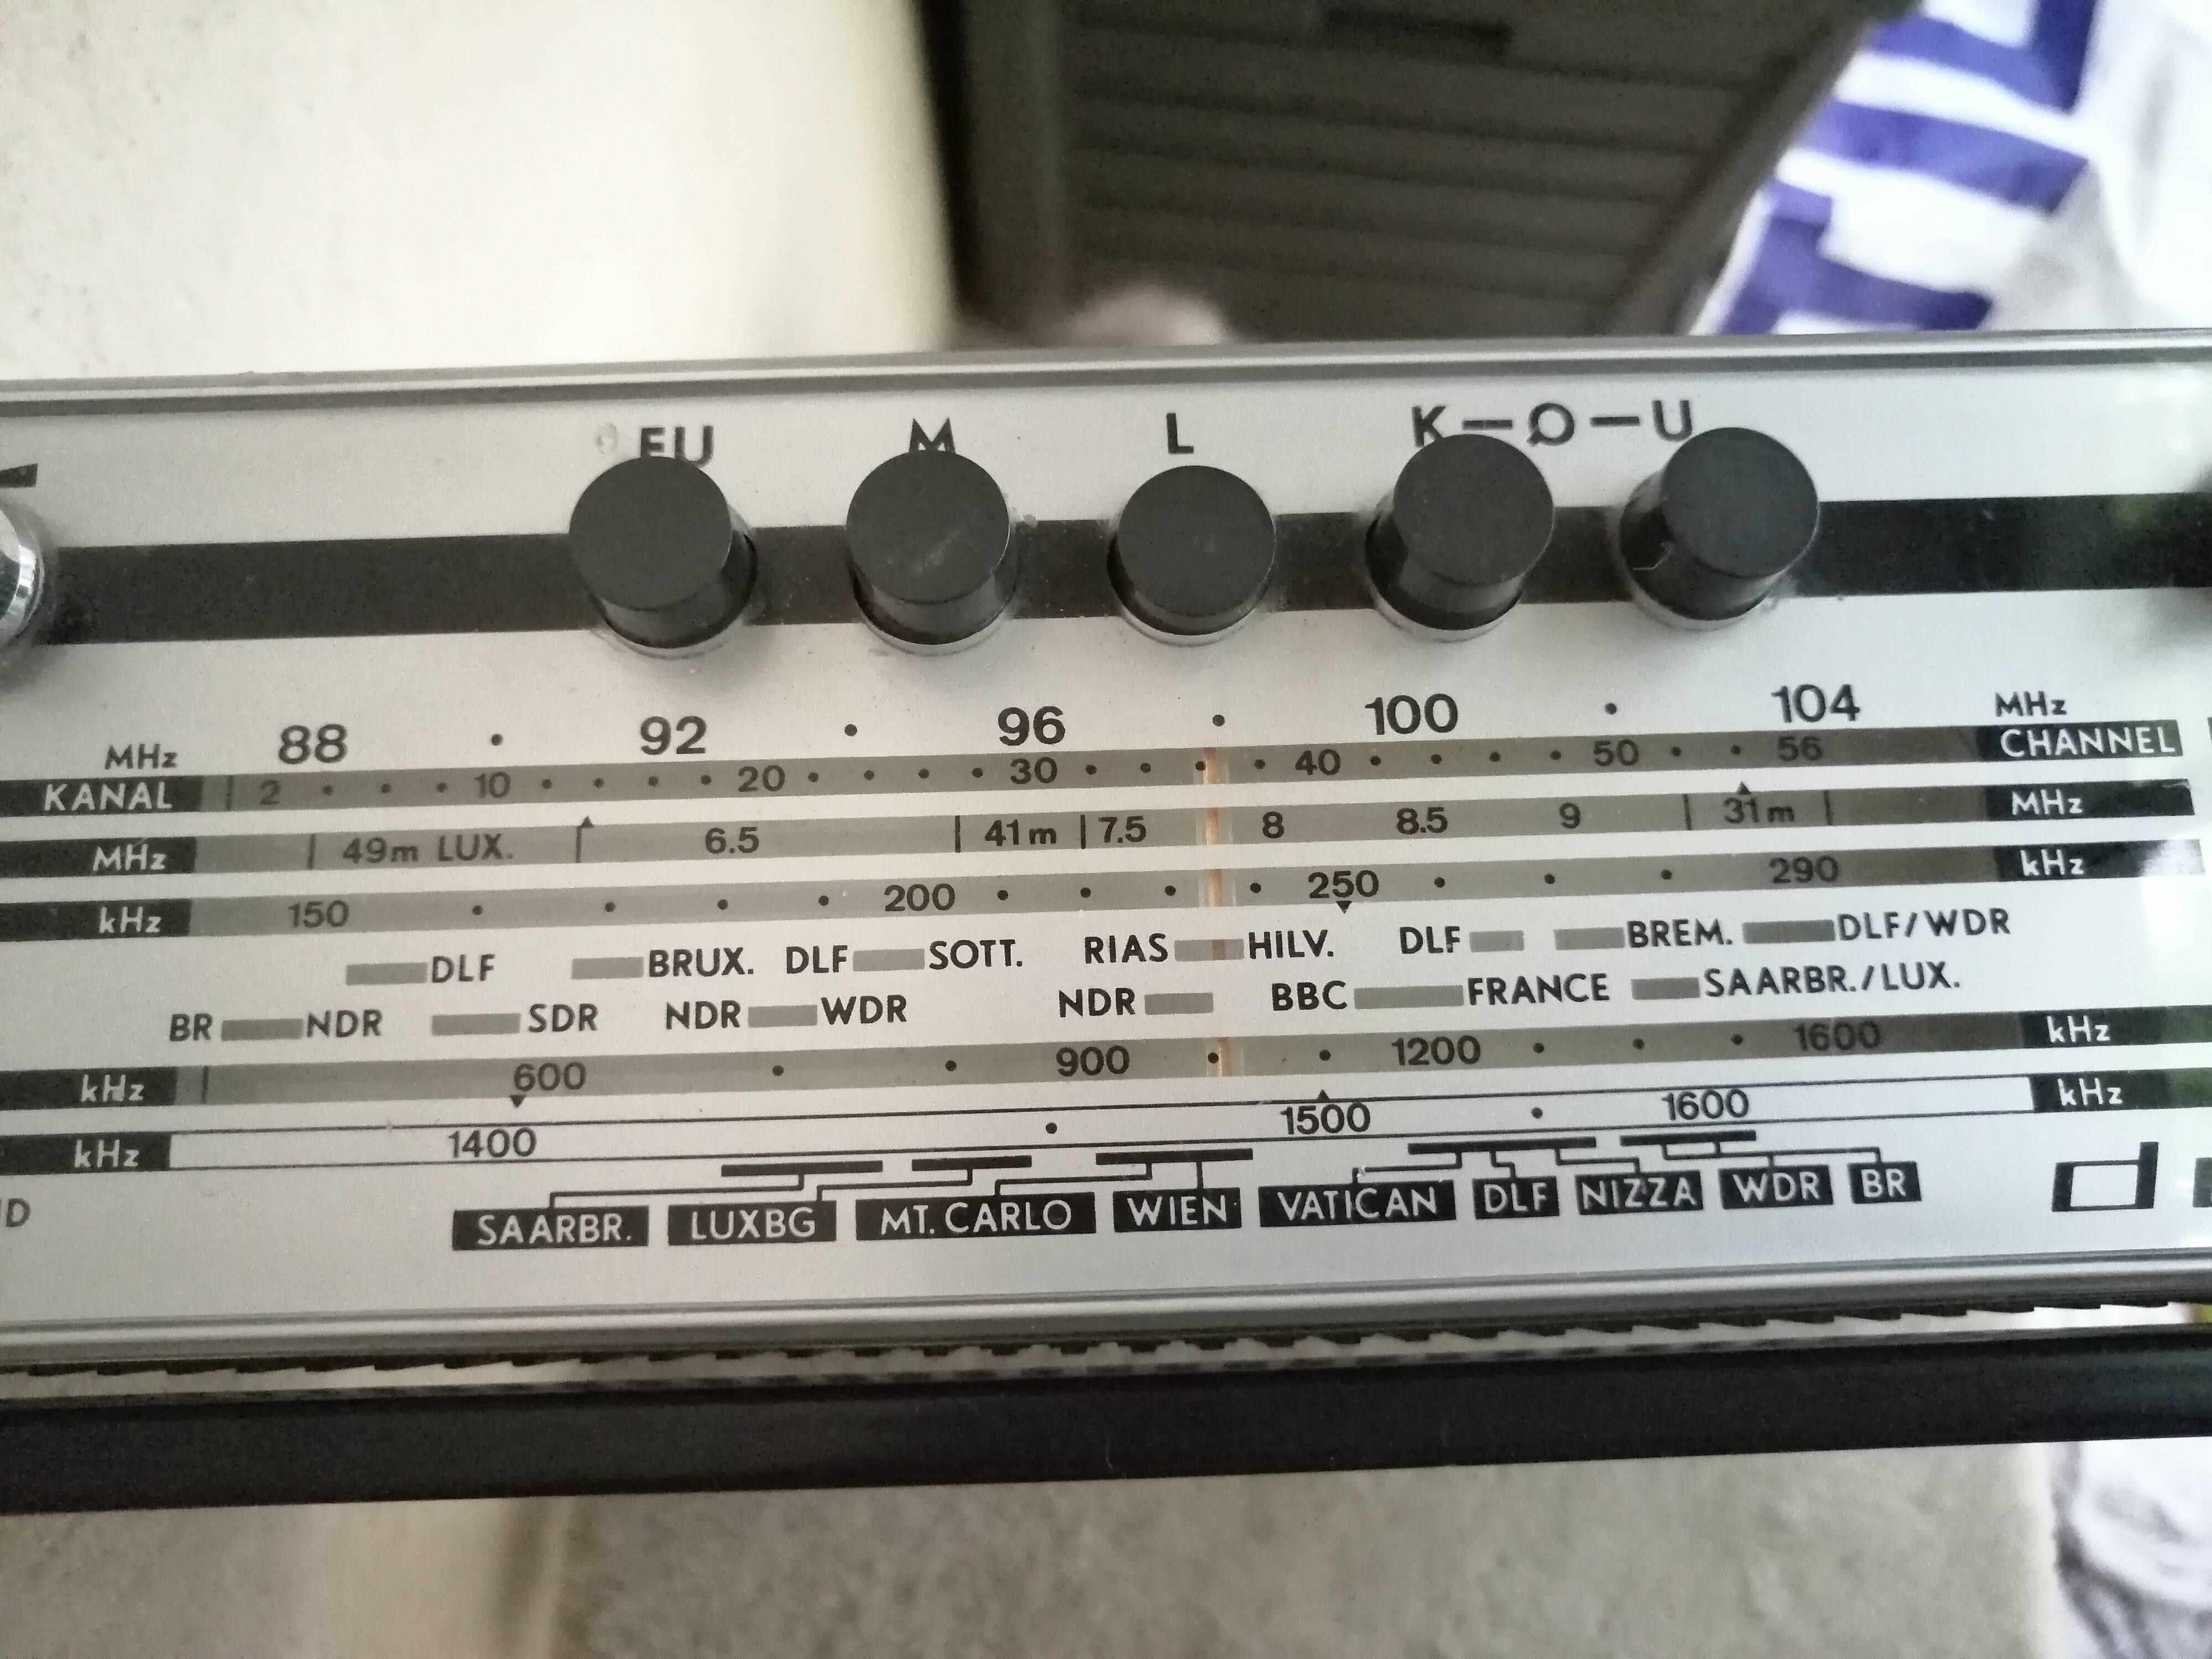 EU M L K-O-U
MHz 88 • 92 • 96 • 100 • 104 MHz
KANAL 2 • • • 10 • • • • 20 • • • • 30 • • • • 40 • • • • 50 • • 56 CHANNEL
MHz 49m LUX. 6.5 41m 7.5 8 8.5 9 31m MHz
kHz 150 • • • • 200 • • • • 250 • • • 290 kHz
DLF BRUX. DLF SOTT. RIAS HILV. DLF BREM. DLF/WDR
BR NDR SDR NDR WDR NDR BBC FRANCE SAARBR./LUX.
kHz 600 • • 900 • • 1200 • • • 1600 kHz
kHz 1400 • 1500 • 1600 kHz
SAARBR. LUXBG MT. CARLO WIEN VATICAN DLF NIZZA WDR BR